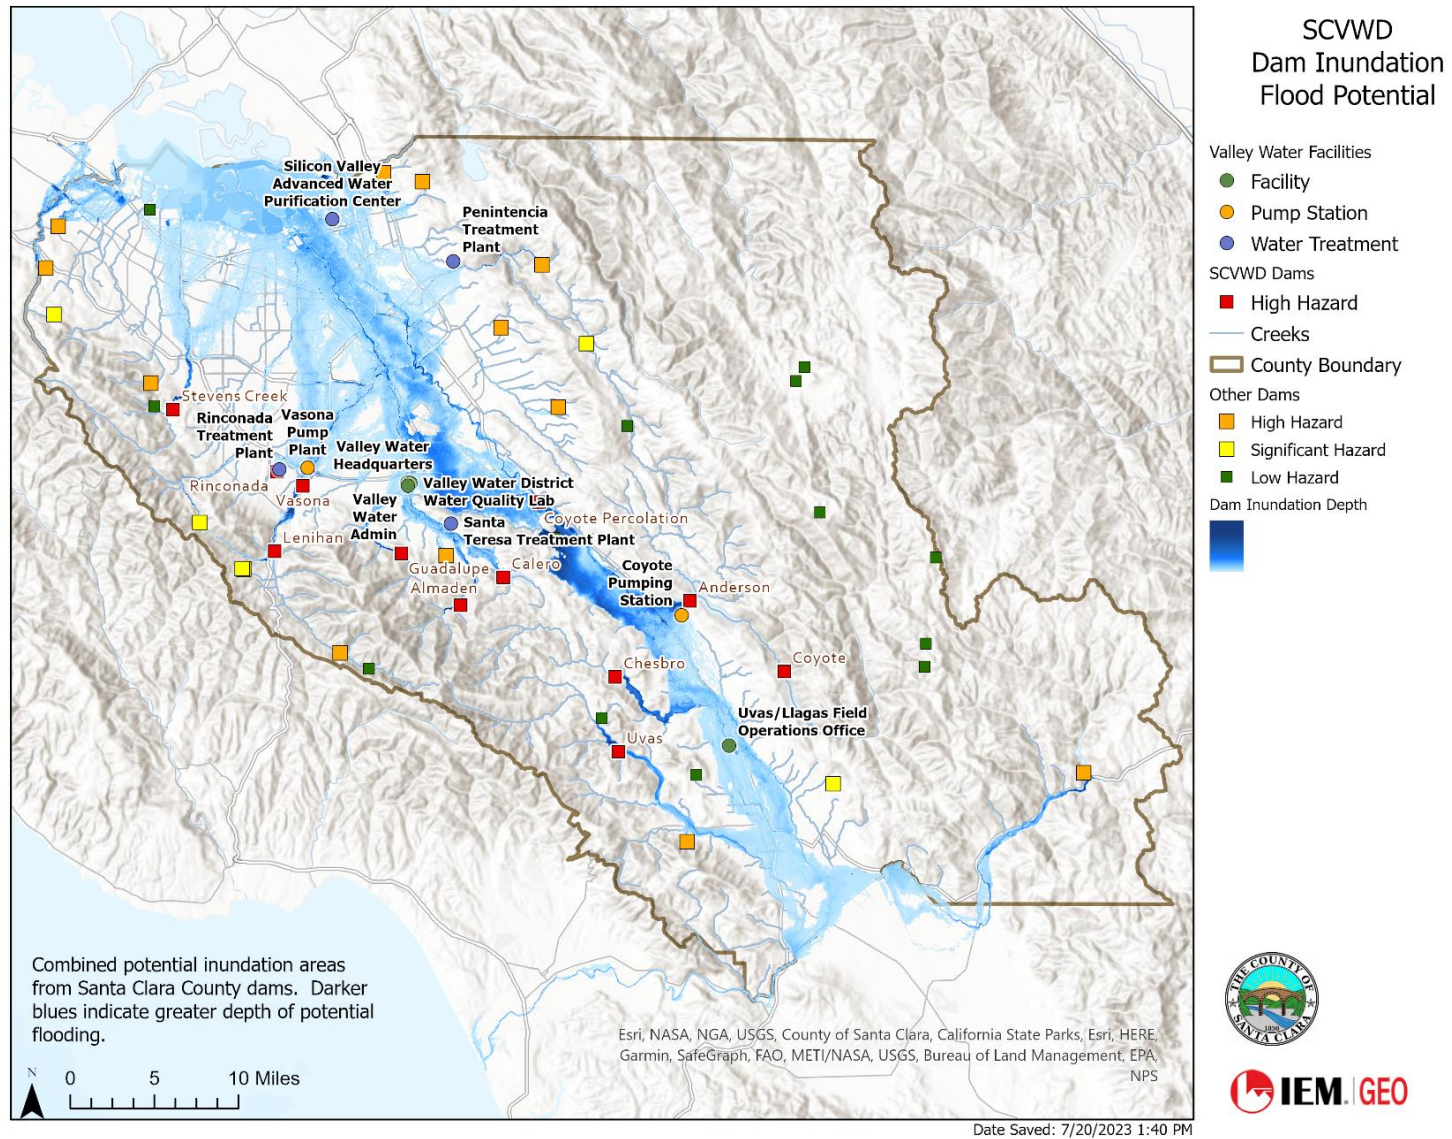 SCVWD
Dam Inundation
Flood Potential
Valley Water Facilities
Facility
Pump Station
Water Treatment
SCVWD Dams
High Hazard
Creeks
County Boundary
Other Dams
High Hazard
Significant Hazard
Low Hazard
Dam Inundation Depth
Silicon Valley
Advanced Water
Purification Center
Penintencia
Treatment
Plant
Stevens Creek
Rinconada
Treatment
Plant
Vasona
Pump
Plant
Valley Water
Headquarters
Rinconada
Vasona
Valley Water District
Water Quality Lab
Valley
Water
Admin
Coyote Percolation
Santa
Teresa Treatment Plant
Lenihan
Guadalupe
Calero
Almaden
Coyote
Pumping
Station
Anderson
Chesbro
Coyote
Uvas/Llagas Field
Operations Office
Uvas
Combined potential inundation areas
from Santa Clara County dams. Darker
blues indicate greater depth of potential
flooding.
Esri, NASA, NGA, USGS, County of Santa Clara, California State Parks, Esri, HERE,
Garmin, SafeGraph, FAO, METI/NASA, USGS, Bureau of Land Management, EPA,
NPS
N
0 5 10 Miles
THE COUNTY OF
SANTA CLARA
1850
IEM. GEO
Date Saved: 7/20/2023 1:40 PM